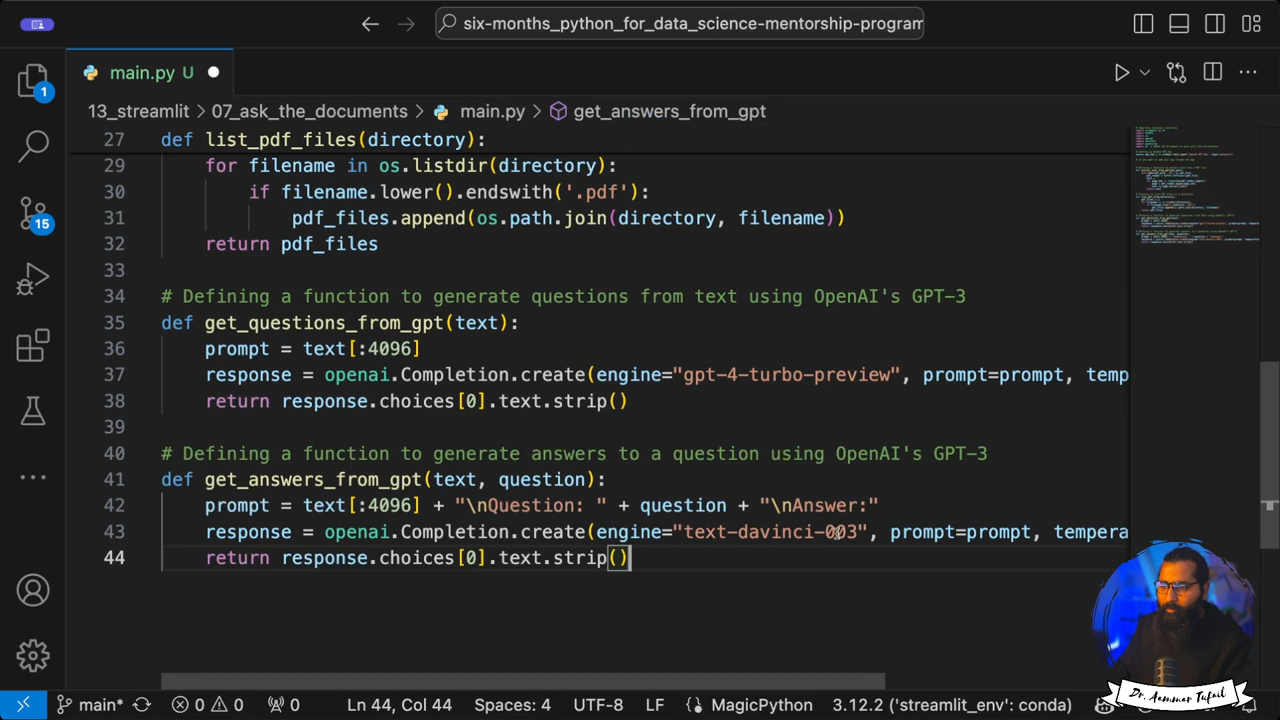 six-months_python_for_data_science-mentorship-program
main.py U
1
13_streamlit > 07_ask_the_documents > main.py > get_answers_from_gpt
27 def list_pdf_files(directory):
29 for filename in os.listdir(directory):
30 if filename.lower().endswith('.pdf'):
31 pdf_files.append(os.path.join(directory, filename))
32 return pdf_files
33
34 # Defining a function to generate questions from text using OpenAI's GPT-3
35 def get_questions_from_gpt(text):
36 prompt = text[:4096]
37 response = openai.Completion.create(engine="gpt-4-turbo-preview", prompt=prompt, temp
38 return response.choices[0].text.strip()
39
40 # Defining a function to generate answers to a question using OpenAI's GPT-3
41 def get_answers_from_gpt(text, question):
42 prompt = text[:4096] + "\nQuestion: " + question + "\nAnswer:"
43 response = openai.Completion.create(engine="text-davinci-003", prompt=prompt, tempera
44 return response.choices[0].text.strip()
15
Dr. Aammar Tufail
main* 0 0 0 Ln 44, Col 44 Spaces: 4 UTF-8 LF MagicPython 3.12.2 ('streamlit_env': conda)